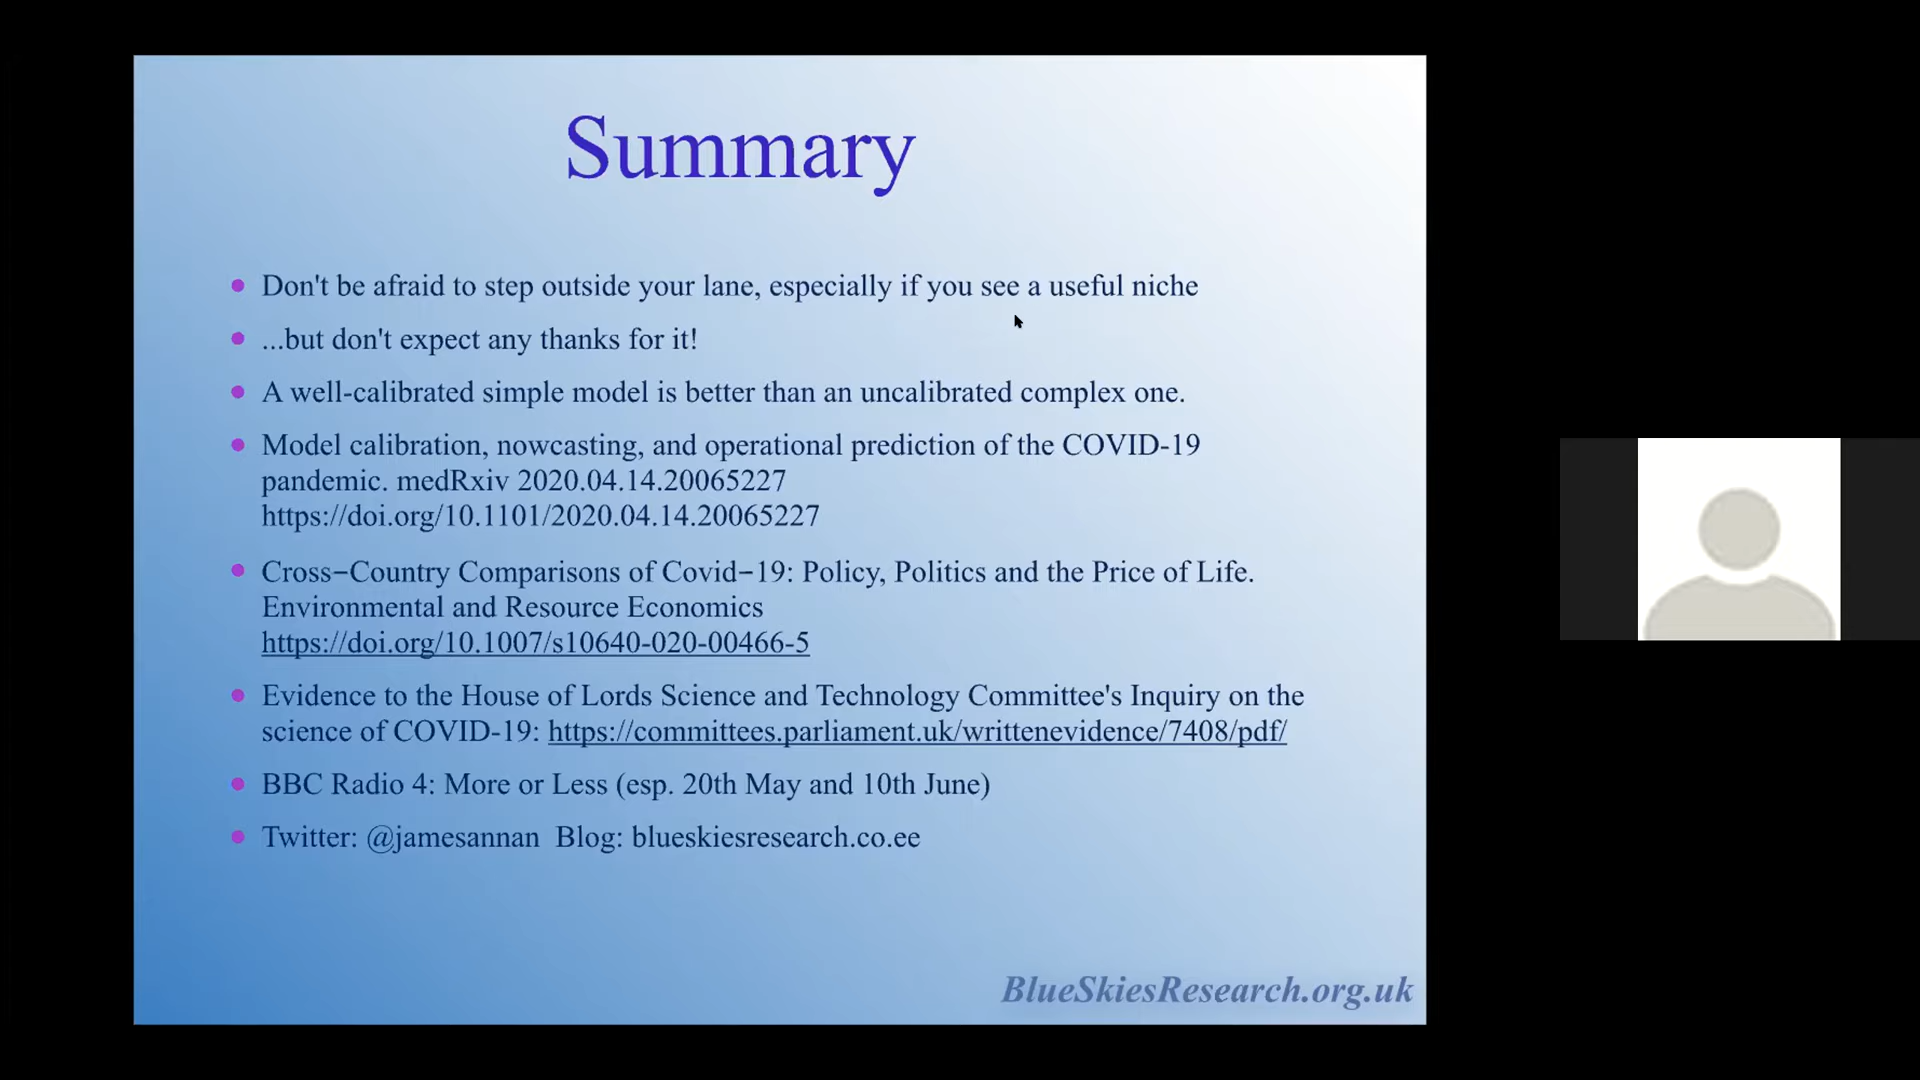 Summary
Don't be afraid to step outside your lane, especially if you see a useful niche
...but don't expect any thanks for it!
A well-calibrated simple model is better than an uncalibrated complex one.
Model calibration, nowcasting, and operational prediction of the COVID-19
pandemic. medRxiv 2020.04.14.20065227
https://doi.org/10.1101/2020.04.14.20065227
Cross−Country Comparisons of Covid−19: Policy, Politics and the Price of Life.
Environmental and Resource Economics
https://doi.org/10.1007/s10640-020-00466-5
Evidence to the House of Lords Science and Technology Committee's Inquiry on the
science of COVID-19: https://committees.parliament.uk/writtenevidence/7408/pdf/
BBC Radio 4: More or Less (esp. 20th May and 10th June)
Twitter: @jamesannan  Blog: blueskiesresearch.co.ee
BlueSkiesResearch.org.uk